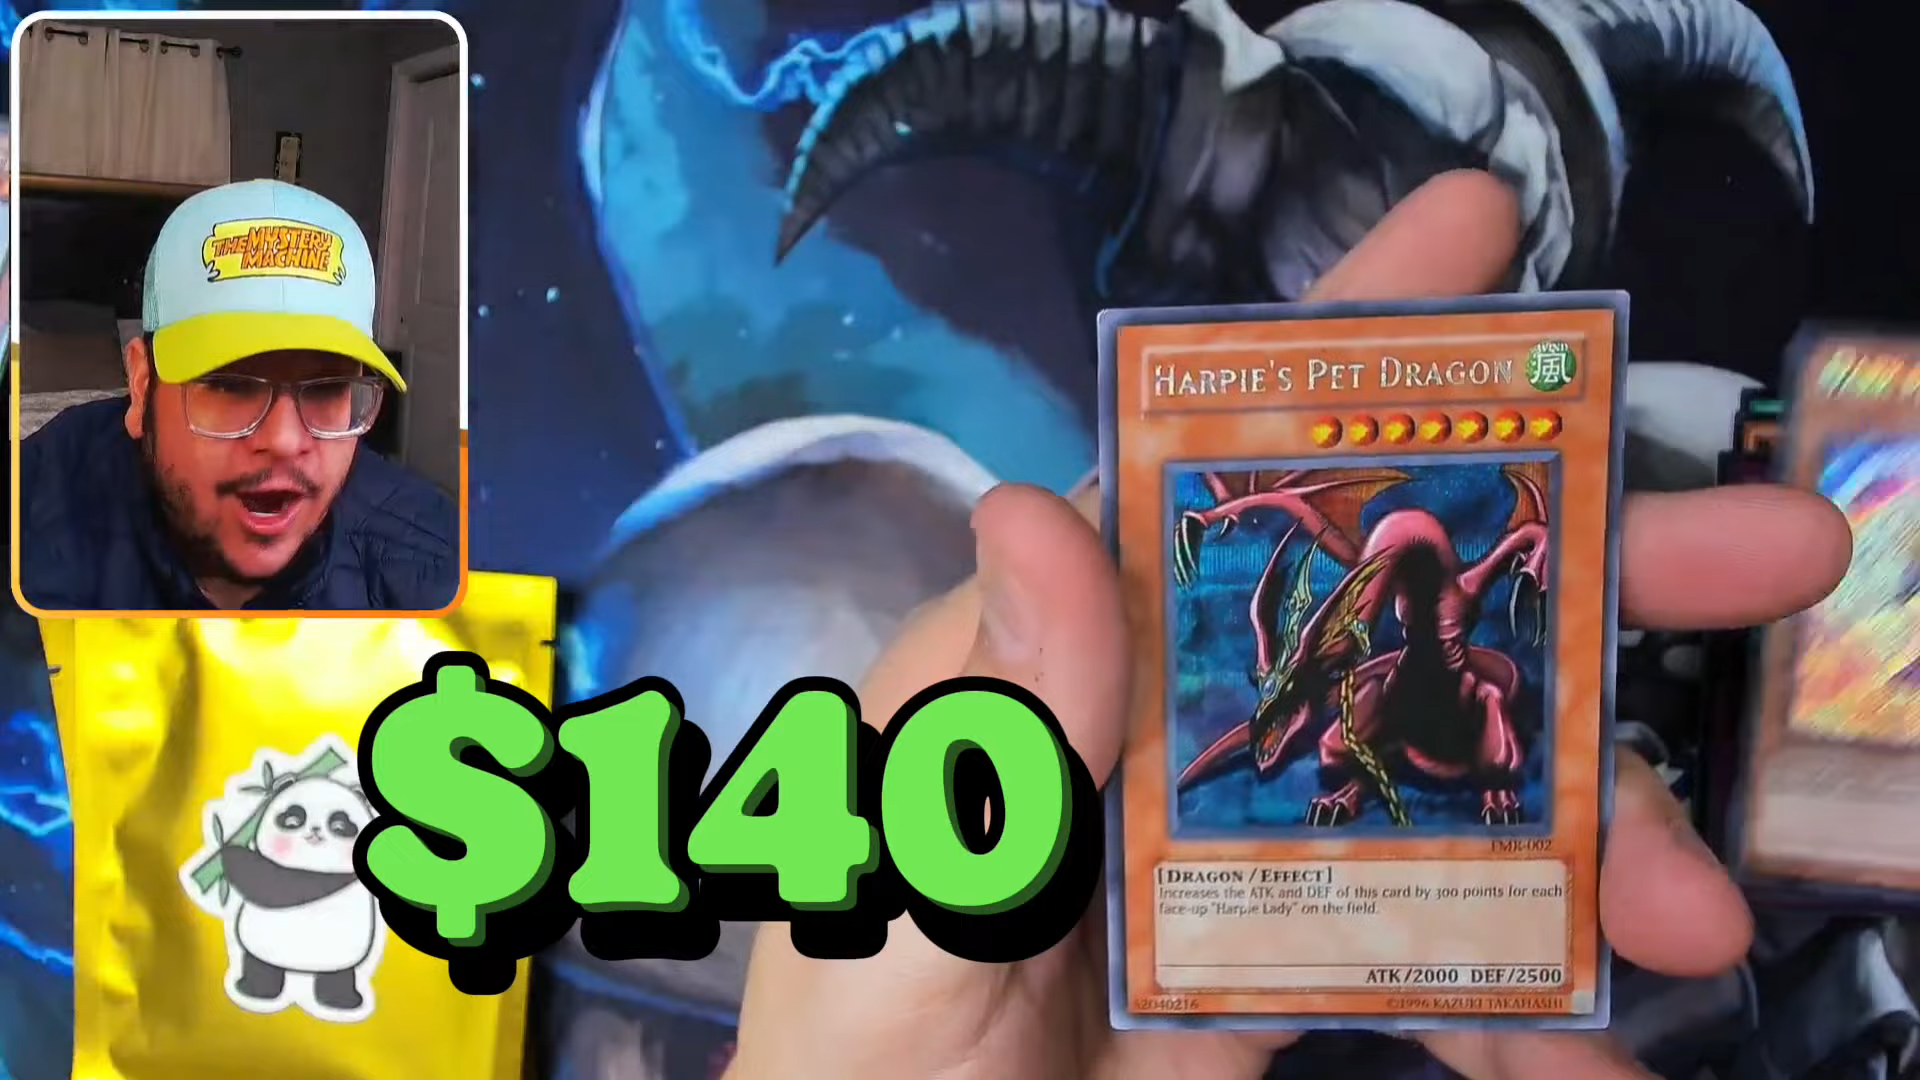 THE MYSTERY
MACHINE
$140
HARPIE'S PET DRAGON
WIND
風
[DRAGON/EFFECT]
Increases the ATK and DEF of this card by 300 points for each
face-up "Harpie Lady" on the field.
ATK/2000 DEF/2500
52040216
©1996 KAZUKI TAKAHASHI